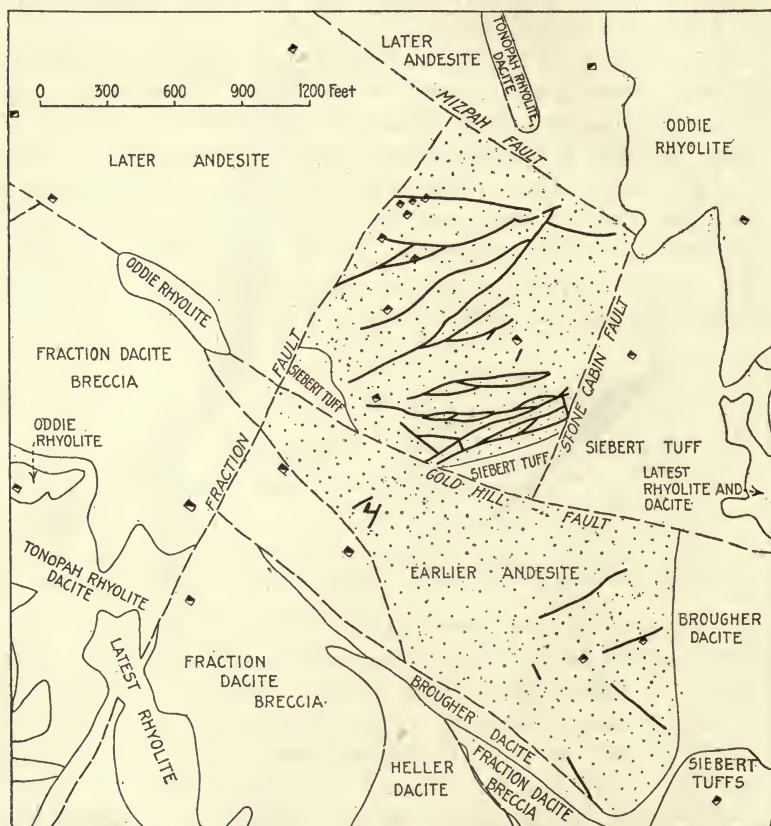 LATER
ANDESITE
TONOPAH RHYOLITE
DACITE
0 300 600 900 1200 Feet
MIZPAH FAULT
ODDIE
RHYOLITE
LATER ANDESITE
ODDIE RHYOLITE
FRACTION DACITE
BRECCIA
SIEBERT TUFF
FRACTION FAULT
STONE CABIN FAULT
ODDIE
RHYOLITE
SIEBERT TUFF
SIEBERT TUFF
LATEST
RHYOLITE AND
DACITE
GOLD HILL FAULT
14
TONOPAH RHYOLITE
DACITE
EARLIER ANDESITE
BROUGHER
DACITE
LATEST
RHYOLITE
FRACTION
DACITE
BRECCIA
BROUGHER DACITE
HELLER
DACITE
FRACTION DACITE
BRECCIA
SIEBERT
TUFFS